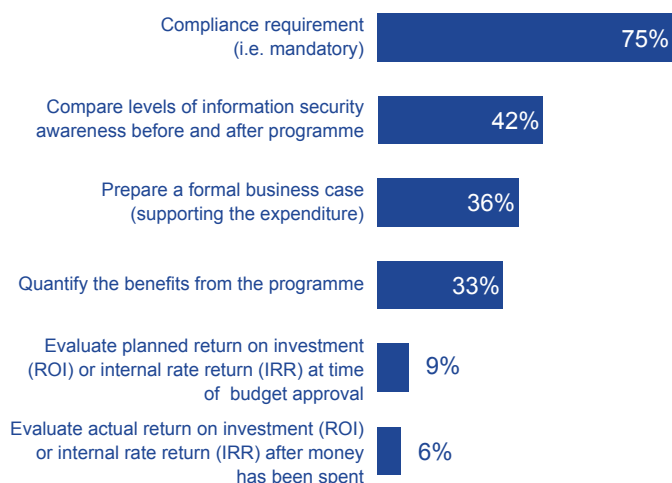 Compliance requirement
(i.e. mandatory)
75%
Compare levels of information security
awareness before and after programme
42%
Prepare a formal business case
(supporting the expenditure)
36%
Quantify the benefits from the programme
33%
Evaluate planned return on investment
(ROI) or internal rate return (IRR) at time
of budget approval
9%
Evaluate actual return on investment (ROI)
or internal rate return (IRR) after money
has been spent
6%